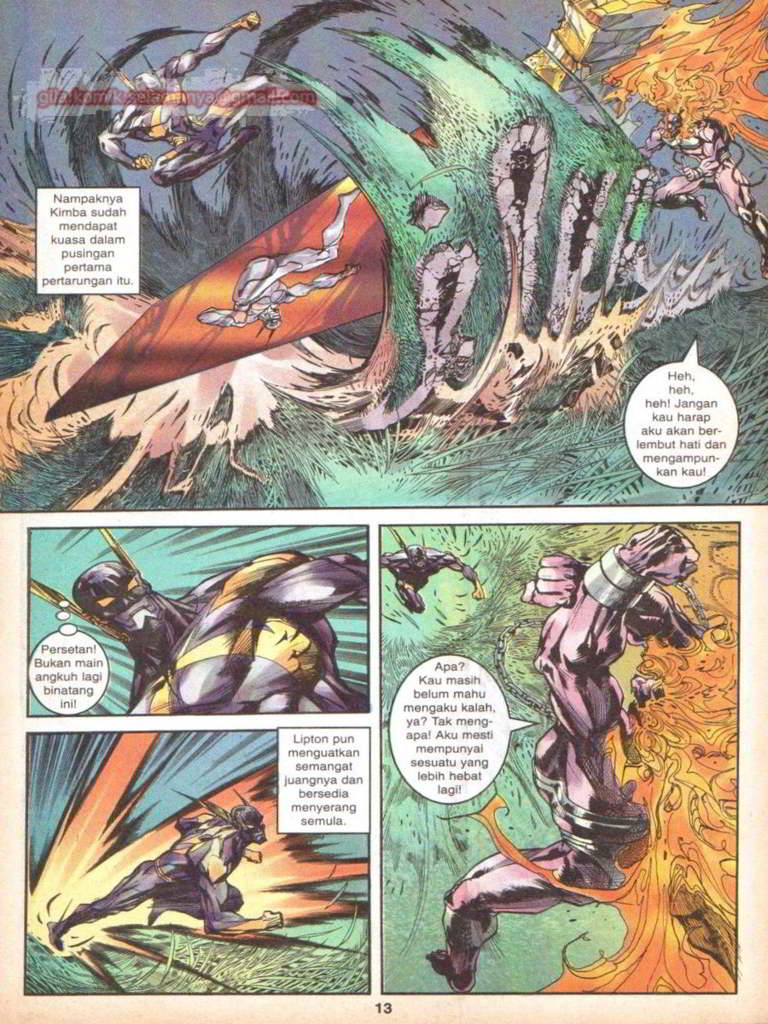 Nampaknya
Kimba sudah
mendapat
kuasa dalam
pusingan
pertama
pertarungan itu.
Heh,
heh,
heh! Jangan
kau harap
aku akan ber-
lembut hati dan
mengampun-
kan kau!
Persetan!
Bukan main
angkuh lagi
binatang
ini!
Apa?
Kau masih
belum mahu
mengaku kalah,
ya? Tak meng-
apa! Aku mesti
mempunyai
sesuatu yang
lebih hebat
lagi!
Lipton pun
menguatkan
semangat
juangnya dan
bersedia
menyerang
semula.
13